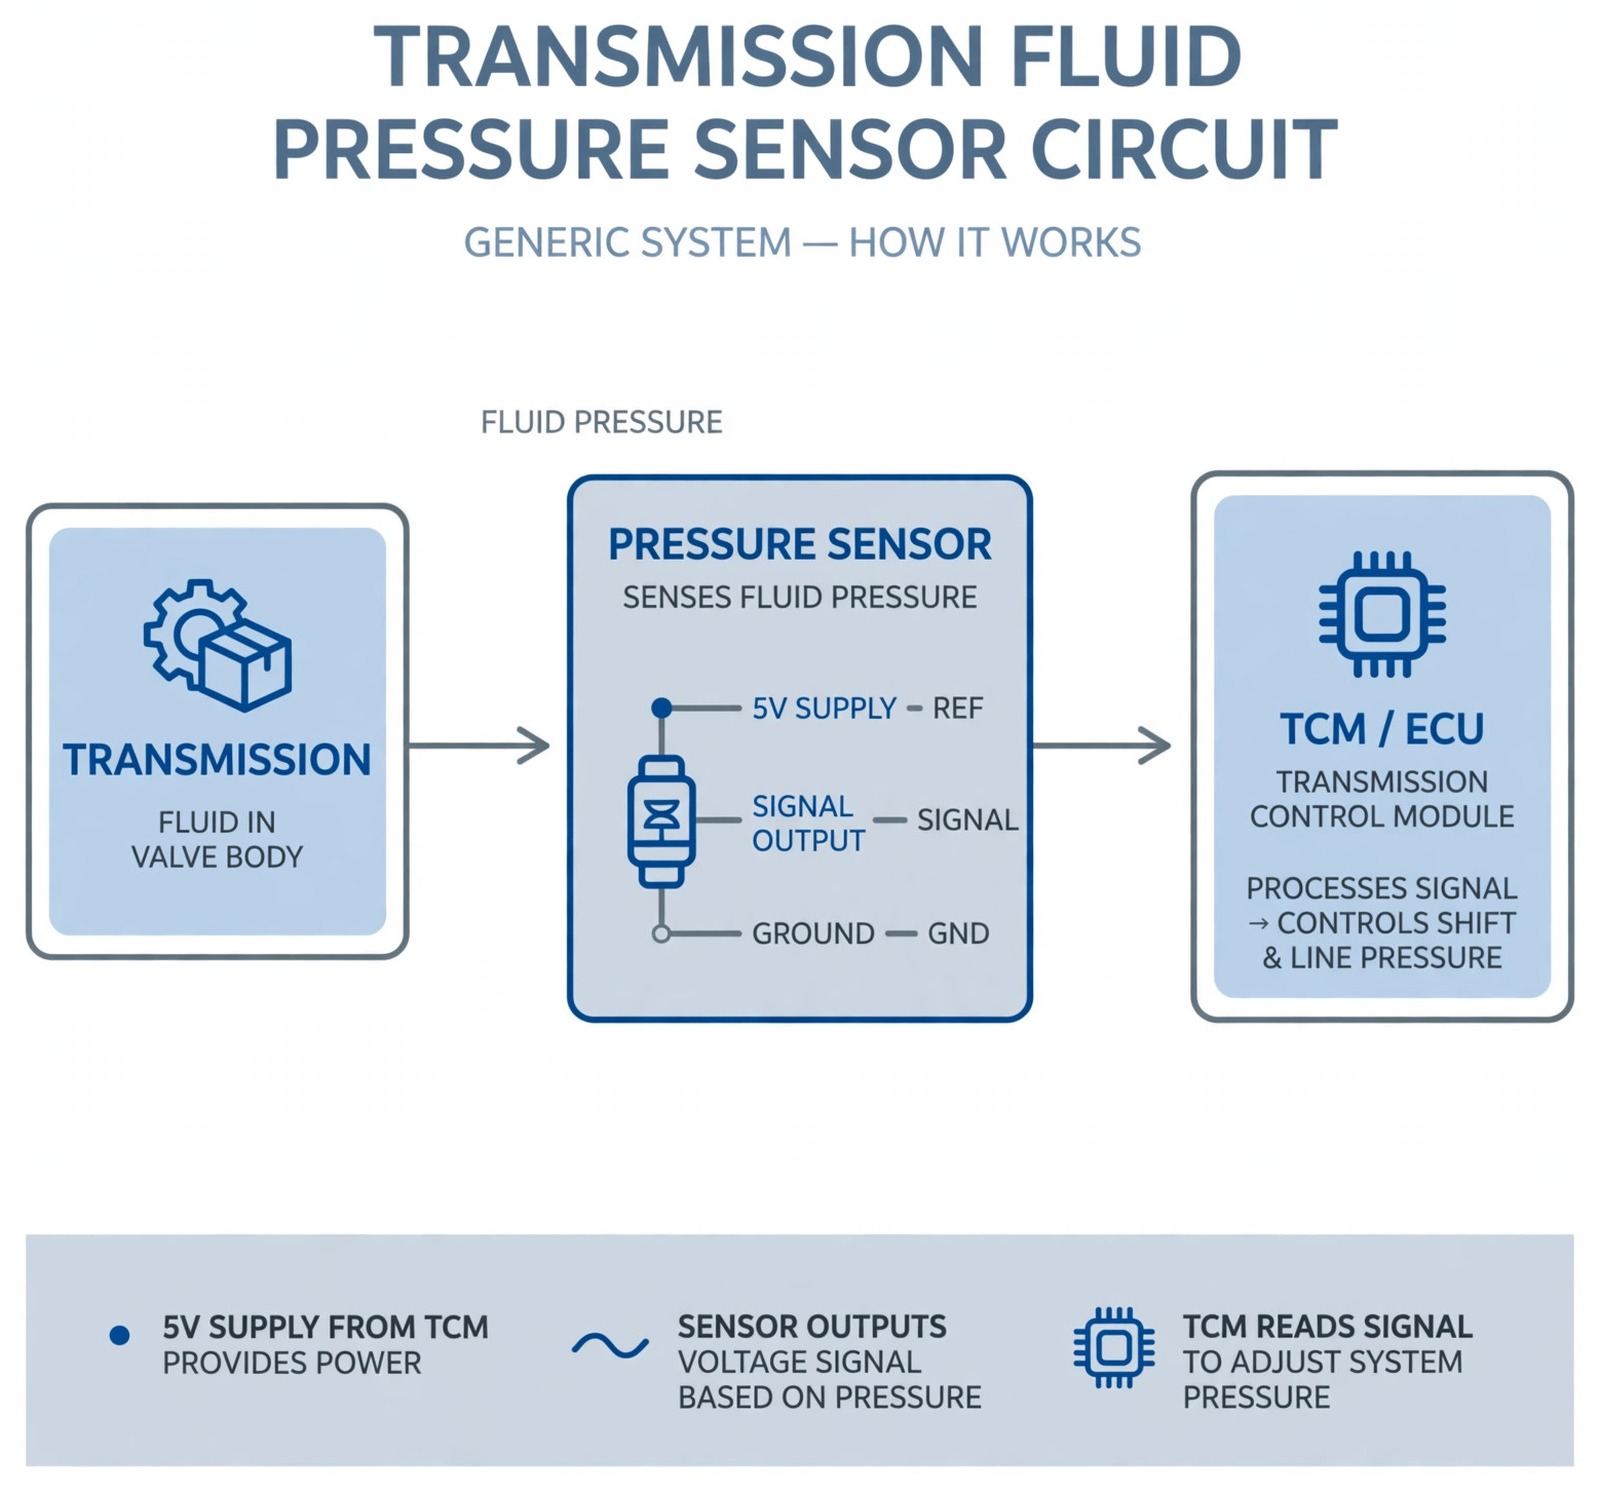 TRANSMISSION FLUID
PRESSURE SENSOR CIRCUIT
GENERIC SYSTEM — HOW IT WORKS
FLUID PRESSURE
TRANSMISSION
FLUID IN
VALVE BODY
PRESSURE SENSOR
SENSES FLUID PRESSURE
5V SUPPLY – REF
SIGNAL
OUTPUT — SIGNAL
GROUND — GND
TCM / ECU
TRANSMISSION
CONTROL MODULE
PROCESSES SIGNAL
→ CONTROLS SHIFT
& LINE PRESSURE
5V SUPPLY FROM TCM
PROVIDES POWER
SENSOR OUTPUTS
VOLTAGE SIGNAL
BASED ON PRESSURE
TCM READS SIGNAL
TO ADJUST SYSTEM
PRESSURE